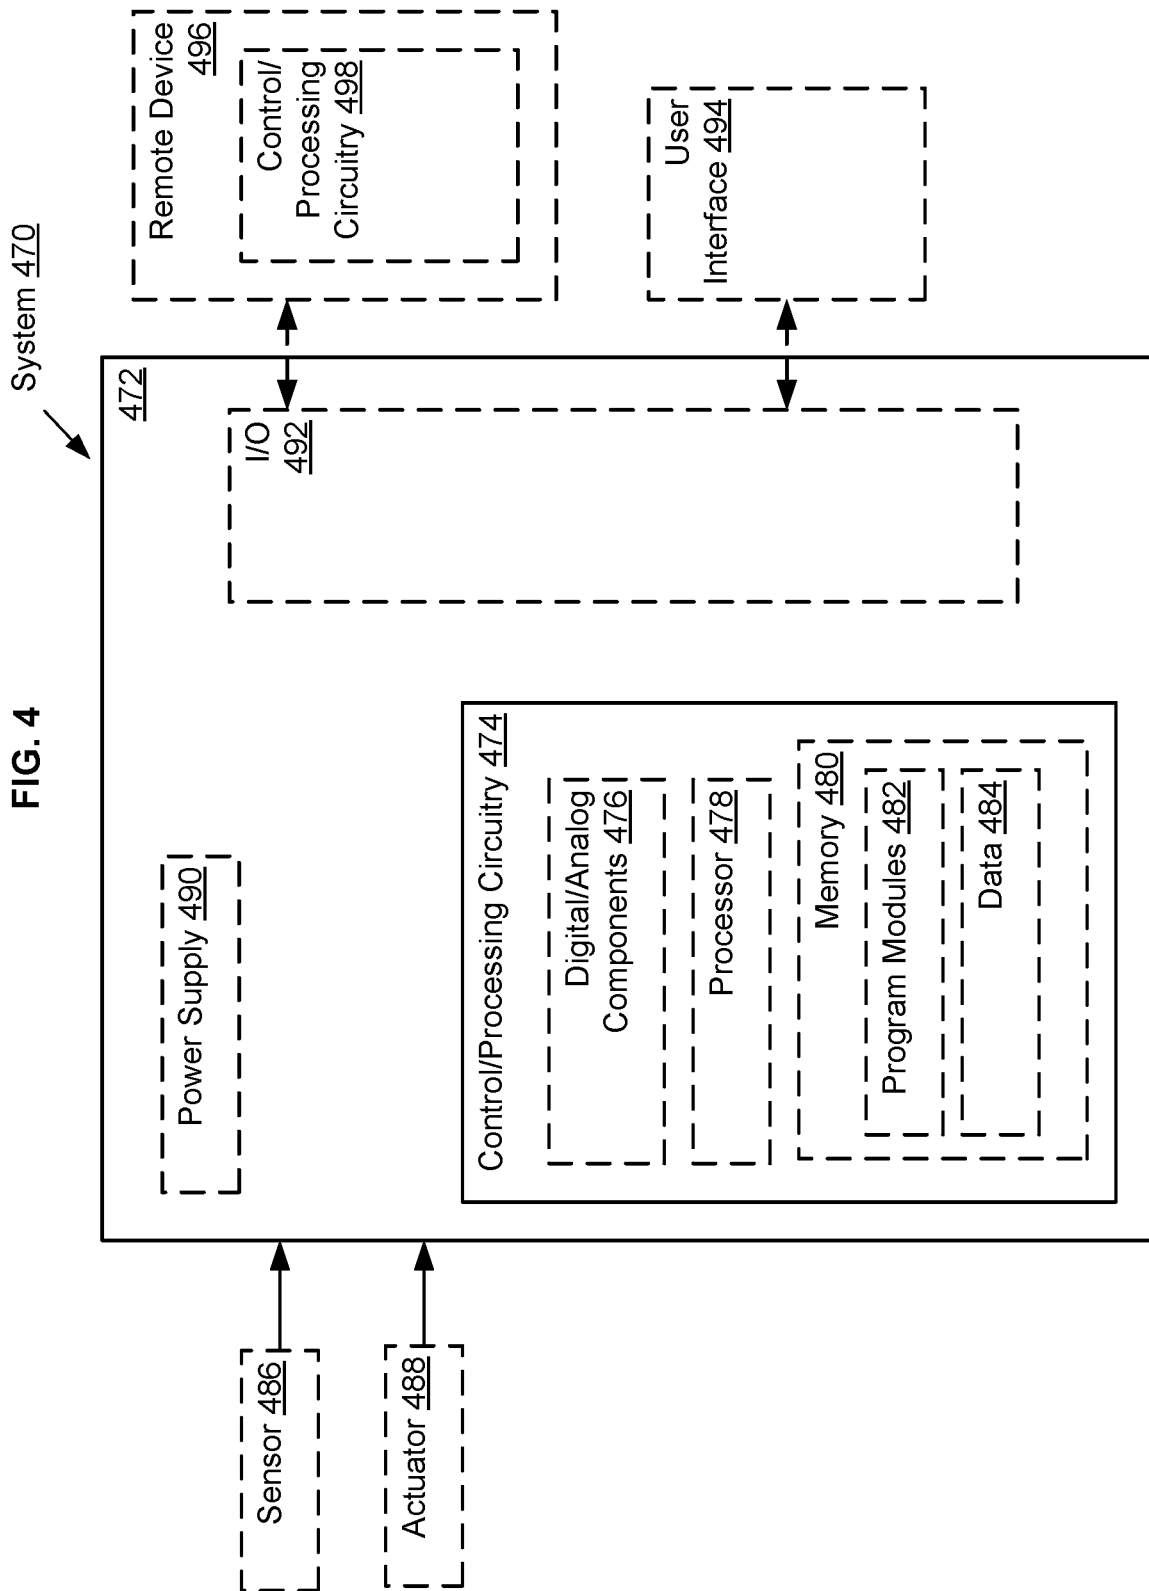 FIG. 4
System 470
472
Power Supply 490
Sensor 486
Actuator 488
Control/Processing Circuitry 474
Digital/Analog
Components 476
Processor 478
Memory 480
Program Modules 482
Data 484
I/O
492
Remote Device
496
Control/
Processing
Circuitry 498
User
Interface 494